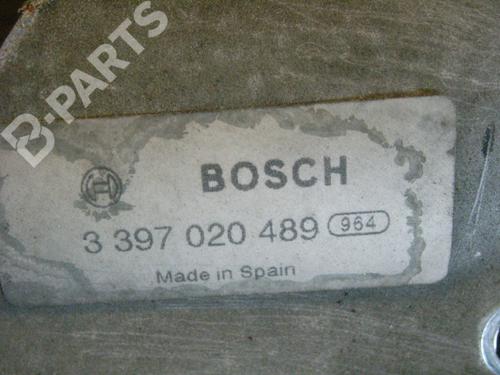 B-PARTS
BOSCH
3 397 020 489 964
Made in Spain